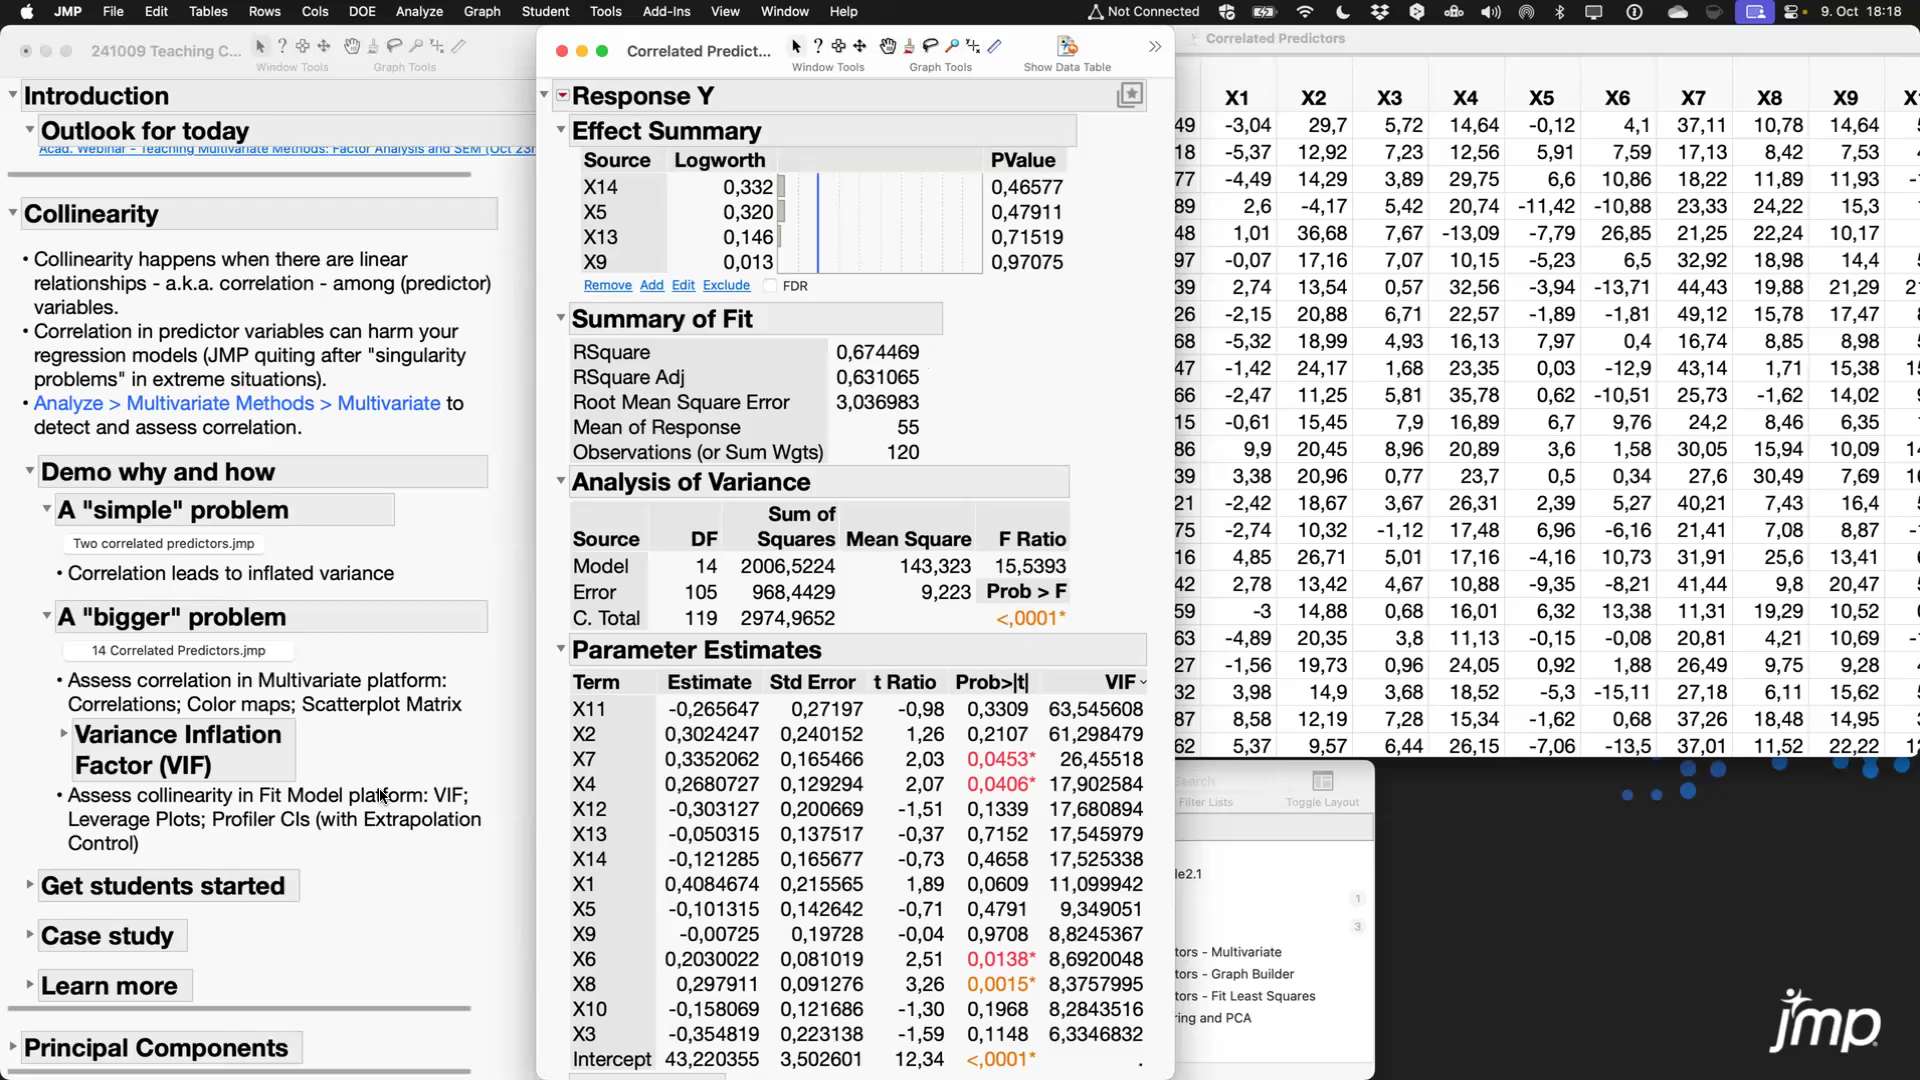 JMP File Edit Tables Rows Cols DOE Analyze Graph Student Tools Add-Ins View Window Help
Not Connected
9. Oct 18:18
241009 Teaching C...
Window Tools
Graph Tools
Introduction
Outlook for today
Acad. Webinar - Teaching Multivariate Methods: Factor Analysis and SEM (Oct 23r
Collinearity
• Collinearity happens when there are linear
relationships - a.k.a. correlation - among (predictor)
variables.
• Correlation in predictor variables can harm your
regression models (JMP quiting after "singularity
problems" in extreme situations).
• Analyze > Multivariate Methods > Multivariate to
detect and assess correlation.
Demo why and how
A "simple" problem
Two correlated predictors.jmp
• Correlation leads to inflated variance
A "bigger" problem
14 Correlated Predictors.jmp
• Assess correlation in Multivariate platform:
Correlations; Color maps; Scatterplot Matrix
Variance Inflation
Factor (VIF)
• Assess collinearity in Fit Model platform: VIF;
Leverage Plots; Profiler CIs (with Extrapolation
Control)
Get students started
Case study
Learn more
Principal Components
Correlated Predict...
Window Tools
Graph Tools
Show Data Table
Response Y
Effect Summary
Source Logworth PValue
X14 0,332 0,46577
X5 0,320 0,47911
X13 0,146 0,71519
X9 0,013 0,97075
Remove Add Edit Exclude FDR
Summary of Fit
RSquare 0,674469
RSquare Adj 0,631065
Root Mean Square Error 3,036983
Mean of Response 55
Observations (or Sum Wgts) 120
Analysis of Variance
Sum of
Source DF Squares Mean Square F Ratio
Model 14 2006,5224 143,323 15,5393
Error 105 968,4429 9,223 Prob > F
C. Total 119 2974,9652 <,0001*
Parameter Estimates
Term Estimate Std Error t Ratio Prob>|t| VIF
X11 -0,265647 0,27197 -0,98 0,3309 63,545608
X2 0,3024247 0,240152 1,26 0,2107 61,298479
X7 0,3352062 0,165466 2,03 0,0453* 26,45518
X4 0,2680727 0,129294 2,07 0,0406* 17,902584
X12 -0,303127 0,200669 -1,51 0,1339 17,680894
X13 -0,050315 0,137517 -0,37 0,7152 17,545979
X14 -0,121285 0,165677 -0,73 0,4658 17,525338
X1 0,4084674 0,215565 1,89 0,0609 11,099942
X5 -0,101315 0,142642 -0,71 0,4791 9,349051
X9 -0,00725 0,19728 -0,04 0,9708 8,8245367
X6 0,2030022 0,081019 2,51 0,0138* 8,6920048
X8 0,297911 0,091276 3,26 0,0015* 8,3757995
X10 -0,158069 0,121686 -1,30 0,1968 8,2843516
X3 -0,354819 0,223138 -1,59 0,1148 6,3346832
Intercept 43,220355 3,502601 12,34 <,0001* .
Correlated Predictors
X1 X2 X3 X4 X5 X6 X7 X8 X9 X
49 -3,04 29,7 5,72 14,64 -0,12 4,1 37,11 10,78 14,64
18 -5,37 12,92 7,23 12,56 5,91 7,59 17,13 8,42 7,53
77 -4,49 14,29 3,89 29,75 6,6 10,86 18,22 11,89 11,93
89 2,6 -4,17 5,42 20,74 -11,42 -10,88 23,33 24,22 15,3
48 1,01 36,68 7,67 -13,09 -7,79 26,85 21,25 22,24 10,17
97 -0,07 17,16 7,07 10,15 -5,23 6,5 32,92 18,98 14,4
39 2,74 13,54 0,57 32,56 -3,94 -13,71 44,43 19,88 21,29
26 -2,15 20,88 6,71 22,57 -1,89 -1,81 49,12 15,78 17,47
68 -5,32 18,99 4,93 16,13 7,97 0,4 16,74 8,85 8,98
47 -1,42 24,17 1,68 23,35 0,03 -12,9 43,14 1,71 15,38
66 -2,47 11,25 5,81 35,78 0,62 -10,51 25,73 -1,62 14,02
15 -0,61 15,45 7,9 16,89 6,7 9,76 24,2 8,46 6,35
86 9,9 20,45 8,96 20,89 3,6 1,58 30,05 15,94 10,09
39 3,38 20,96 0,77 23,7 0,5 0,34 27,6 30,49 7,69
21 -2,42 18,67 3,67 26,31 2,39 5,27 40,21 7,43 16,4
75 -2,74 10,32 -1,12 17,48 6,96 -6,16 21,41 7,08 8,87
16 4,85 26,71 5,01 17,16 -4,16 10,73 31,91 25,6 13,41
42 2,78 13,42 4,67 10,88 -9,35 -8,21 41,44 9,8 20,47
59 -3 14,88 0,68 16,01 6,32 13,38 11,31 19,29 10,52
63 -4,89 20,35 3,8 11,13 -0,15 -0,08 20,81 4,21 10,69
27 -1,56 19,73 0,96 24,05 0,92 1,88 26,49 9,75 9,28
32 3,98 14,9 3,68 18,52 -5,3 -15,11 27,18 6,11 15,62
87 8,58 12,19 7,28 15,34 -1,62 0,68 37,26 18,48 14,95
62 5,37 9,57 6,44 26,15 -7,06 -13,5 37,01 11,52 22,22
earch
Filter Lists
Toggle Layout
le2.1
1
3
tors - Multivariate
tors - Graph Builder
tors - Fit Least Squares
ring and PCA
jmp